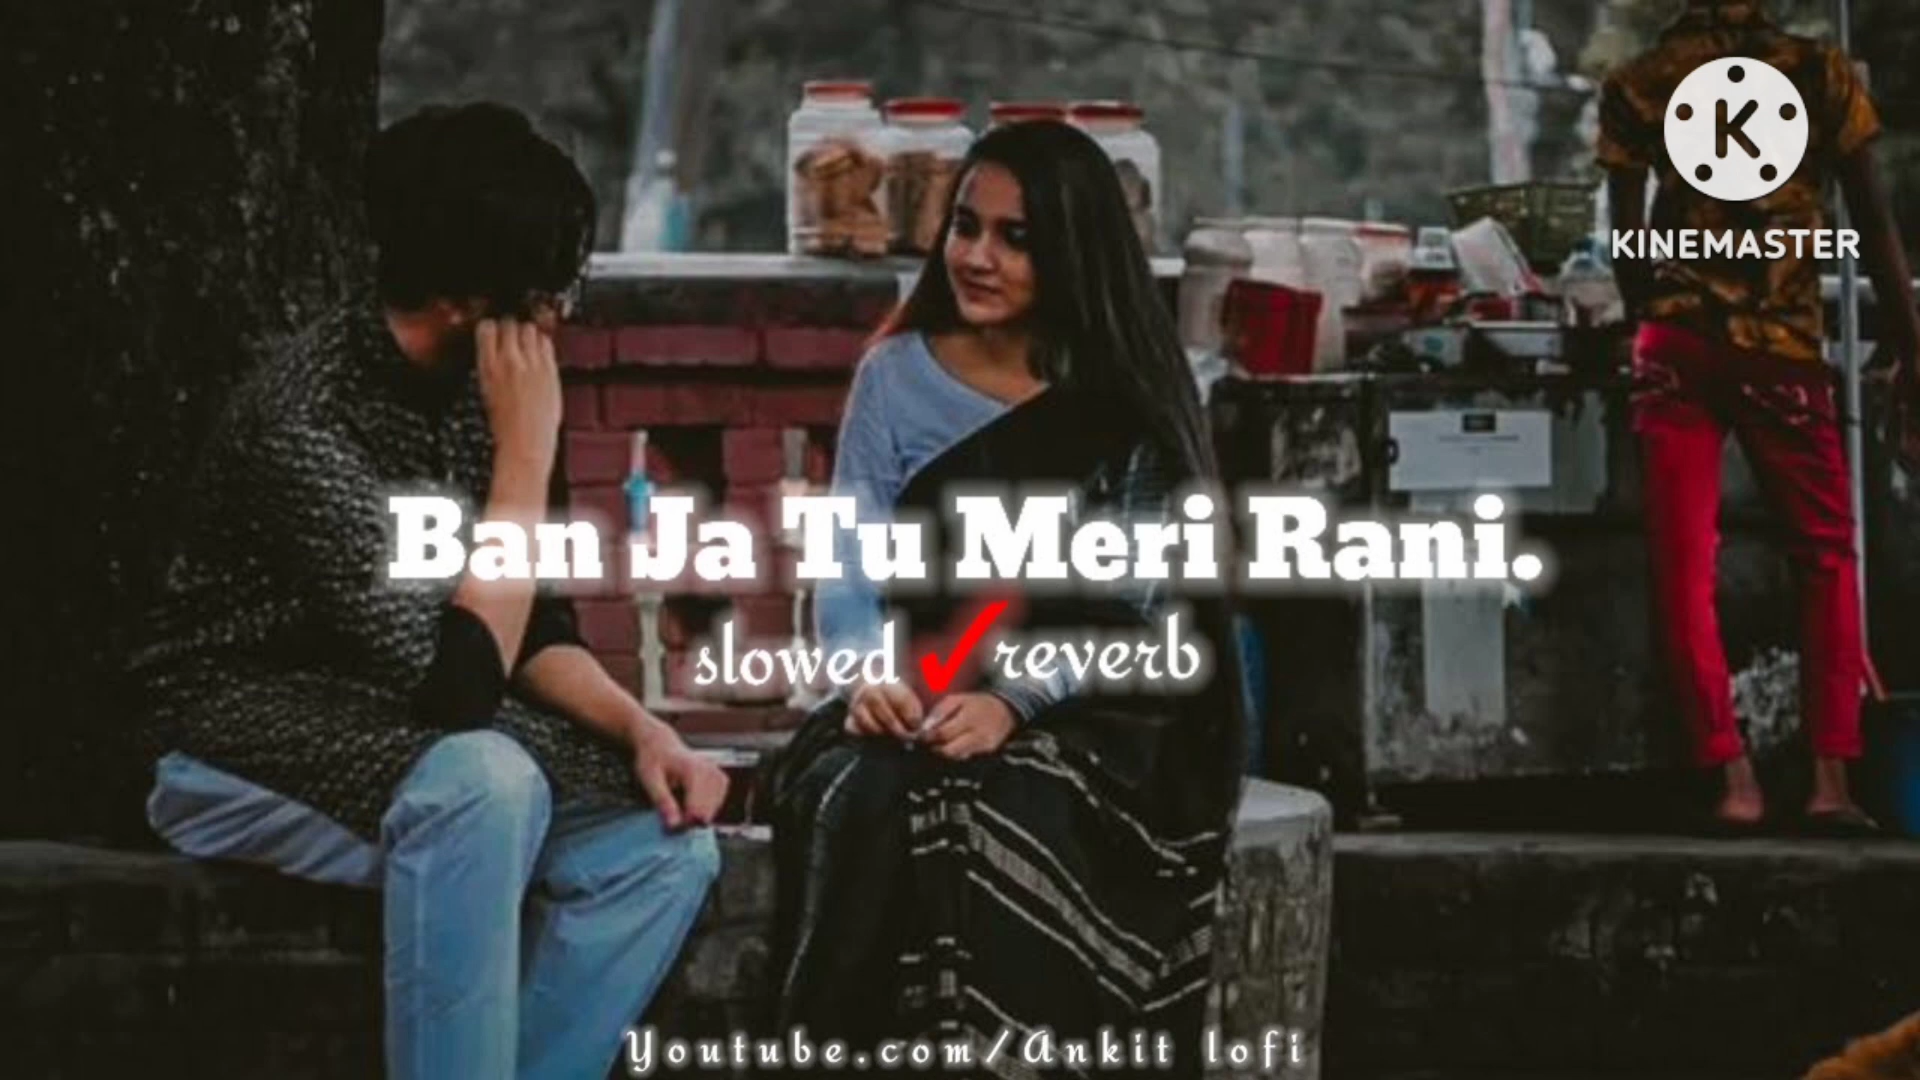 KINEMASTER
Ban Ja Tu Meri Rani.
slowed ✓ reverb
Youtube.com/Ankit lofi